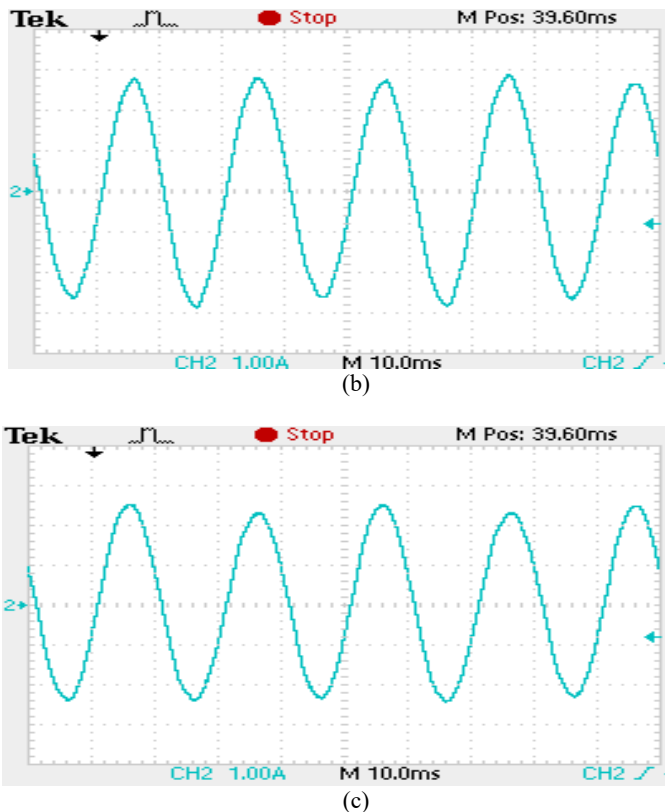 Tek Stop M Pos: 39.60ms
2
CH2 1.00A M 10.0ms CH2
(b)
Tek Stop M Pos: 39.60ms
2
CH2 1.00A M 10.0ms CH2
(c)